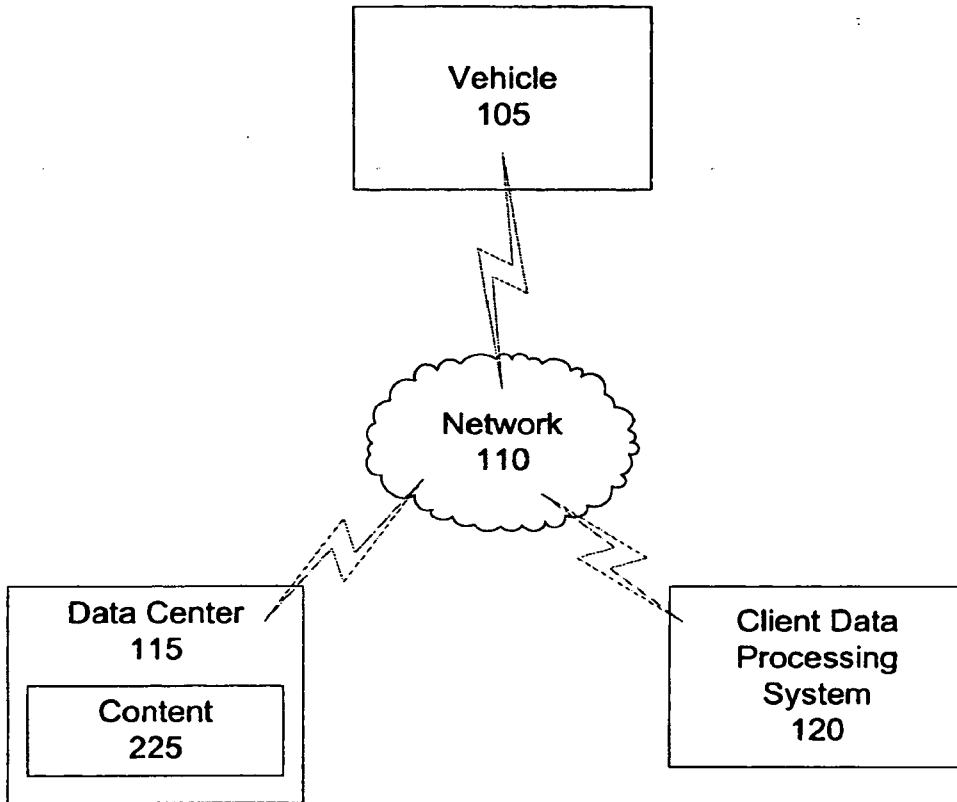 Vehicle
105
Network
110
Data Center
115
Content
225
Client Data
Processing
System
120